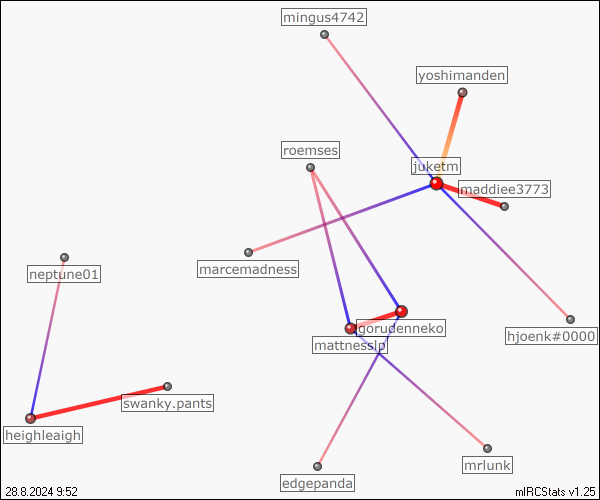 mingus4742
yoshimanden
roemses
juketm
maddiee3773
marcemadness
neptune01
gorudenneko
hjoenk#0000
mattnesslp
swanky.pants
heighleaigh
mrlunk
edgepanda
28.8.2024 9:52
mIRCStats v1.25